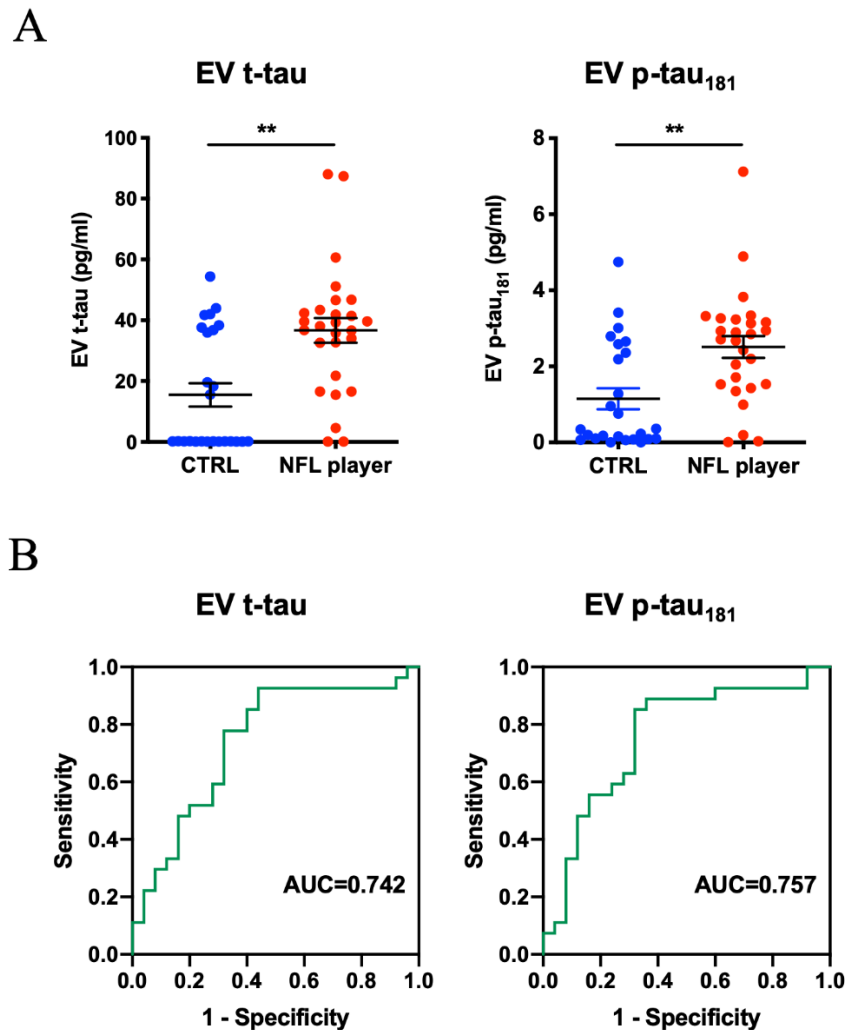 A
EV t-tau
EV p-tau₁₈₁
**
**
100
80
60
40
20
0
EV t-tau (pg/ml)
CTRL
NFL player
8
6
4
2
0
EV p-tau₁₈₁ (pg/ml)
CTRL
NFL player
B
EV t-tau
EV p-tau₁₈₁
1.0
0.8
0.6
0.4
0.2
0.0
Sensitivity
AUC=0.742
0.0 0.2 0.4 0.6 0.8 1.0
1 - Specificity
1.0
0.8
0.6
0.4
0.2
0.0
Sensitivity
AUC=0.757
0.0 0.2 0.4 0.6 0.8 1.0
1 - Specificity